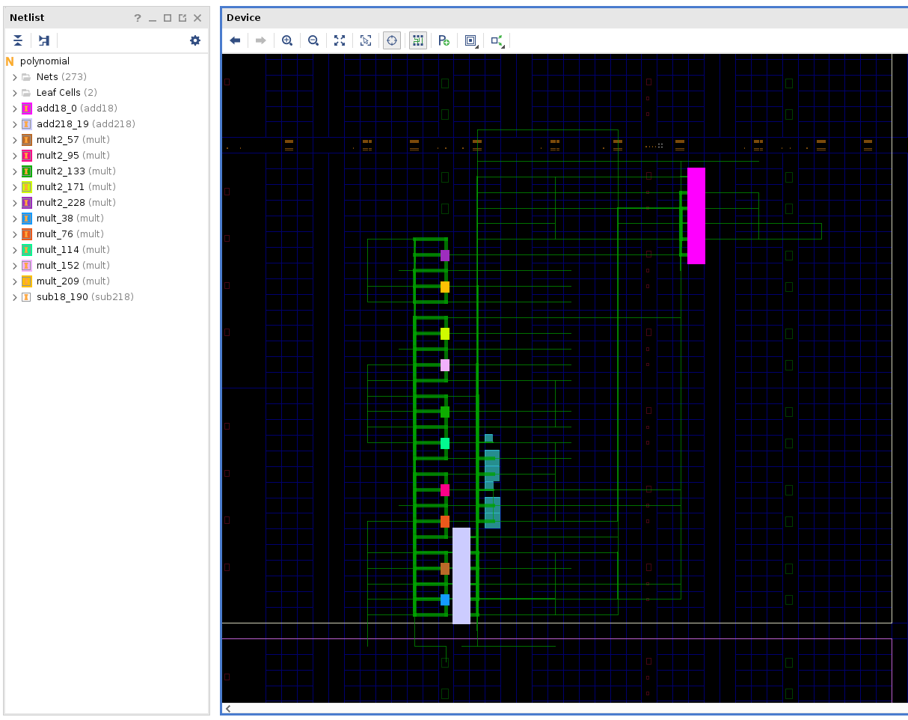 Netlist
?
Device
N polynomial
Nets (273)
Leaf Cells (2)
add18_0 (add18)
add218_19 (add218)
mult2_57 (mult)
mult2_95 (mult)
mult2_133 (mult)
mult2_171 (mult)
mult2_228 (mult)
mult_38 (mult)
mult_76 (mult)
mult_114 (mult)
mult_152 (mult)
mult_209 (mult)
sub18_190 (sub218)